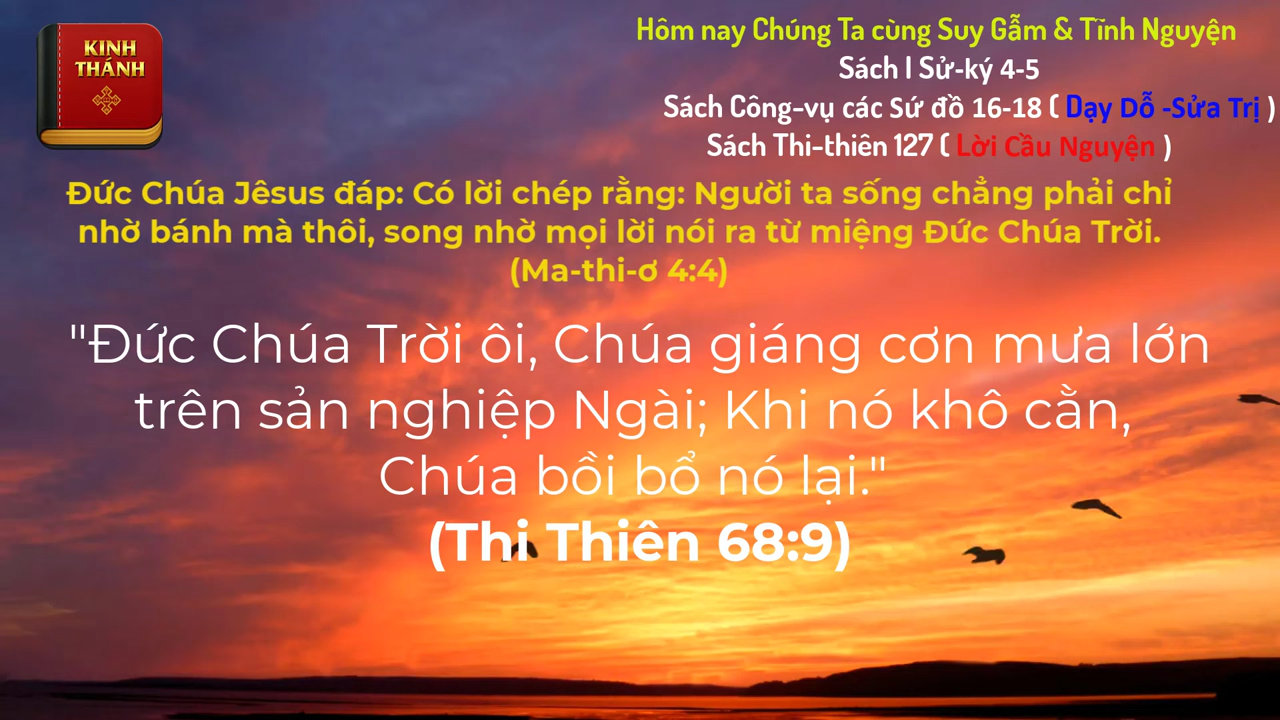 KINH
THÁNH
Hôm nay Chúng Ta cùng Suy Gẫm & Tĩnh Nguyện
Sách I Sử-ký 4-5
Sách Công-vụ các Sứ đồ 16-18 ( Dạy Dỗ -Sửa Trị )
Sách Thi-thiên 127 ( Lời Cầu Nguyện )
Đức Chúa Jêsus đáp: Có lời chép rằng: Người ta sống chẳng phải chỉ
nhờ bánh mà thôi, song nhờ mọi lời nói ra từ miệng Đức Chúa Trời.
(Ma-thi-ơ 4:4)
"Đức Chúa Trời ôi, Chúa giáng cơn mưa lớn
trên sản nghiệp Ngài; Khi nó khô cằn,
Chúa bồi bổ nó lại."
(Thi Thiên 68:9)